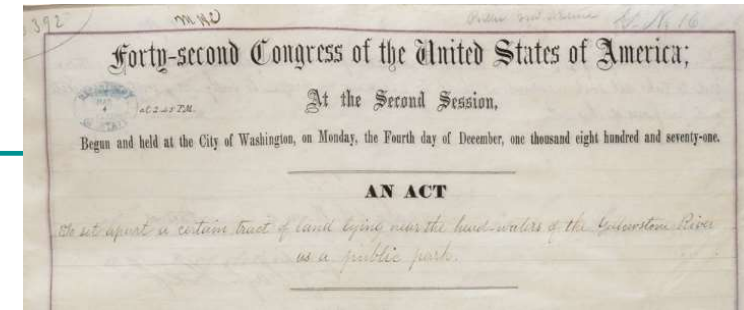 392
Forty-second Congress of the United States of America;
At the Second Session,
at 2.45 P.M.
Begun and held at the City of Washington, on Monday, the Fourth day of December, one thousand eight hundred and seventy-one.
AN ACT
To set apart a certain tract of land lying near the head-waters of the Yellowstone River
as a public park.